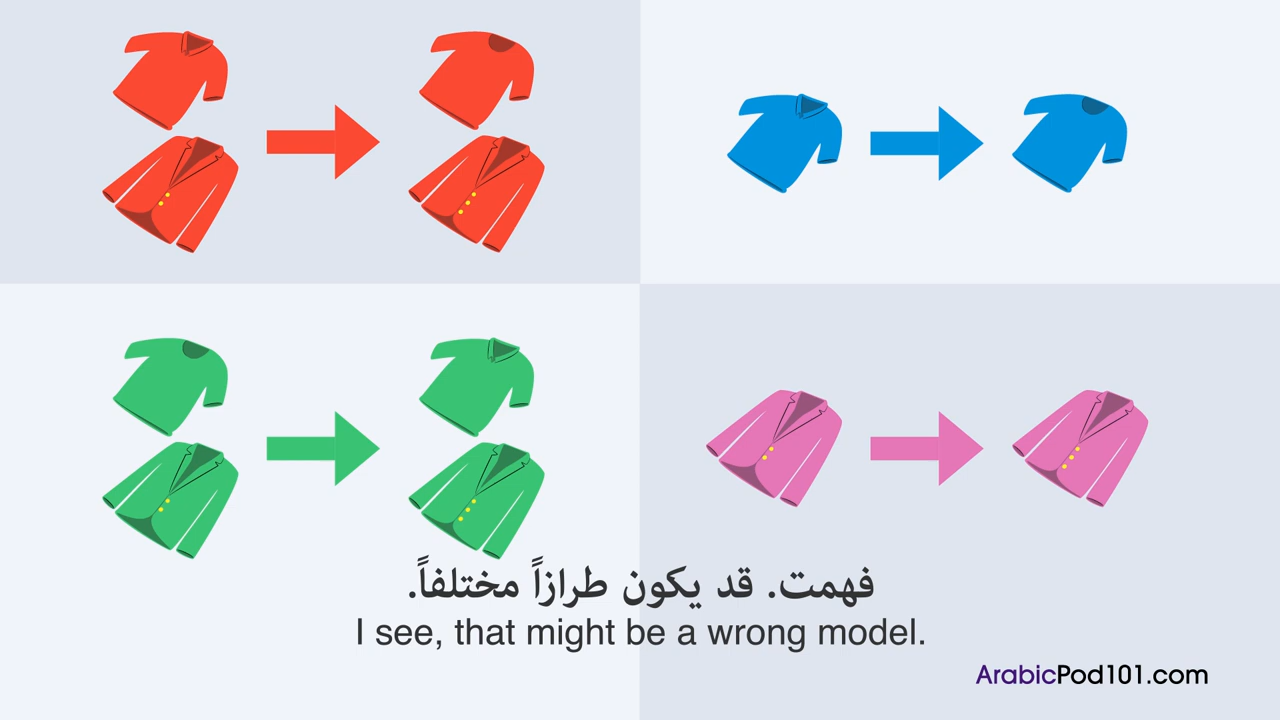 فهمت. قد يكون طرازاً مختلفاً.
I see, that might be a wrong model.
ArabicPod101.com